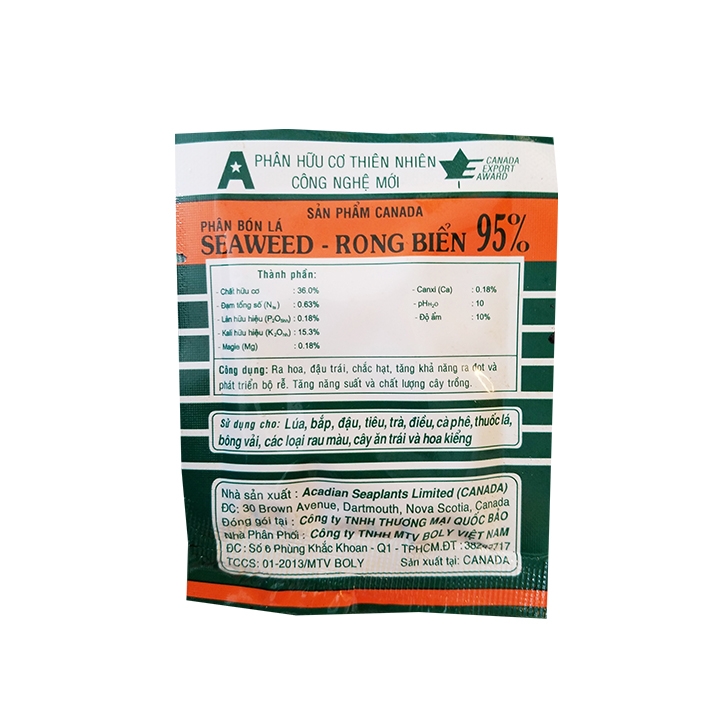 A PHÂN HỮU CƠ THIÊN NHIÊN
CÔNG NGHỆ MỚI
CANADA
EXPORT
AWARD
SẢN PHẨM CANADA
PHÂN BÓN LÁ
SEAWEED - RONG BIỂN 95%
Thành phần:
- Chất hữu cơ : 36.0%
- Đạm tổng số (Nts) : 0.63%
- Lân hữu hiệu (P2O5hh) : 0.18%
- Kali hữu hiệu (K2Ohh) : 15.3%
- Magie (Mg) : 0.18%
- Canxi (Ca) : 0.18%
- pHH2O : 10
- Độ ẩm : 10%
Công dụng: Ra hoa, đậu trái, chắc hạt, tăng khả năng ra đọt và
phát triển bộ rễ. Tăng năng suất và chất lượng cây trồng.
Sử dụng cho: Lúa, bắp, đậu, tiêu, trà, điều, cà phê, thuốc lá,
bông vải, các loại rau màu, cây ăn trái và hoa kiểng
Nhà sản xuất : Acadian Seaplants Limited (CANADA)
ĐC: 30 Brown Avenue, Dartmouth, Nova Scotia, Canada
Đóng gói tại : Công ty TNHH THƯƠNG MẠI QUỐC BẢO
Nhà Phân Phối : Công ty TNHH MTV BOLY VIỆT NAM
ĐC : Số 6 Phùng Khắc Khoan - Q1 - TPHCM.ĐT :
TCCS: 01-2013/MTV BOLY Sản xuất tại: CANADA